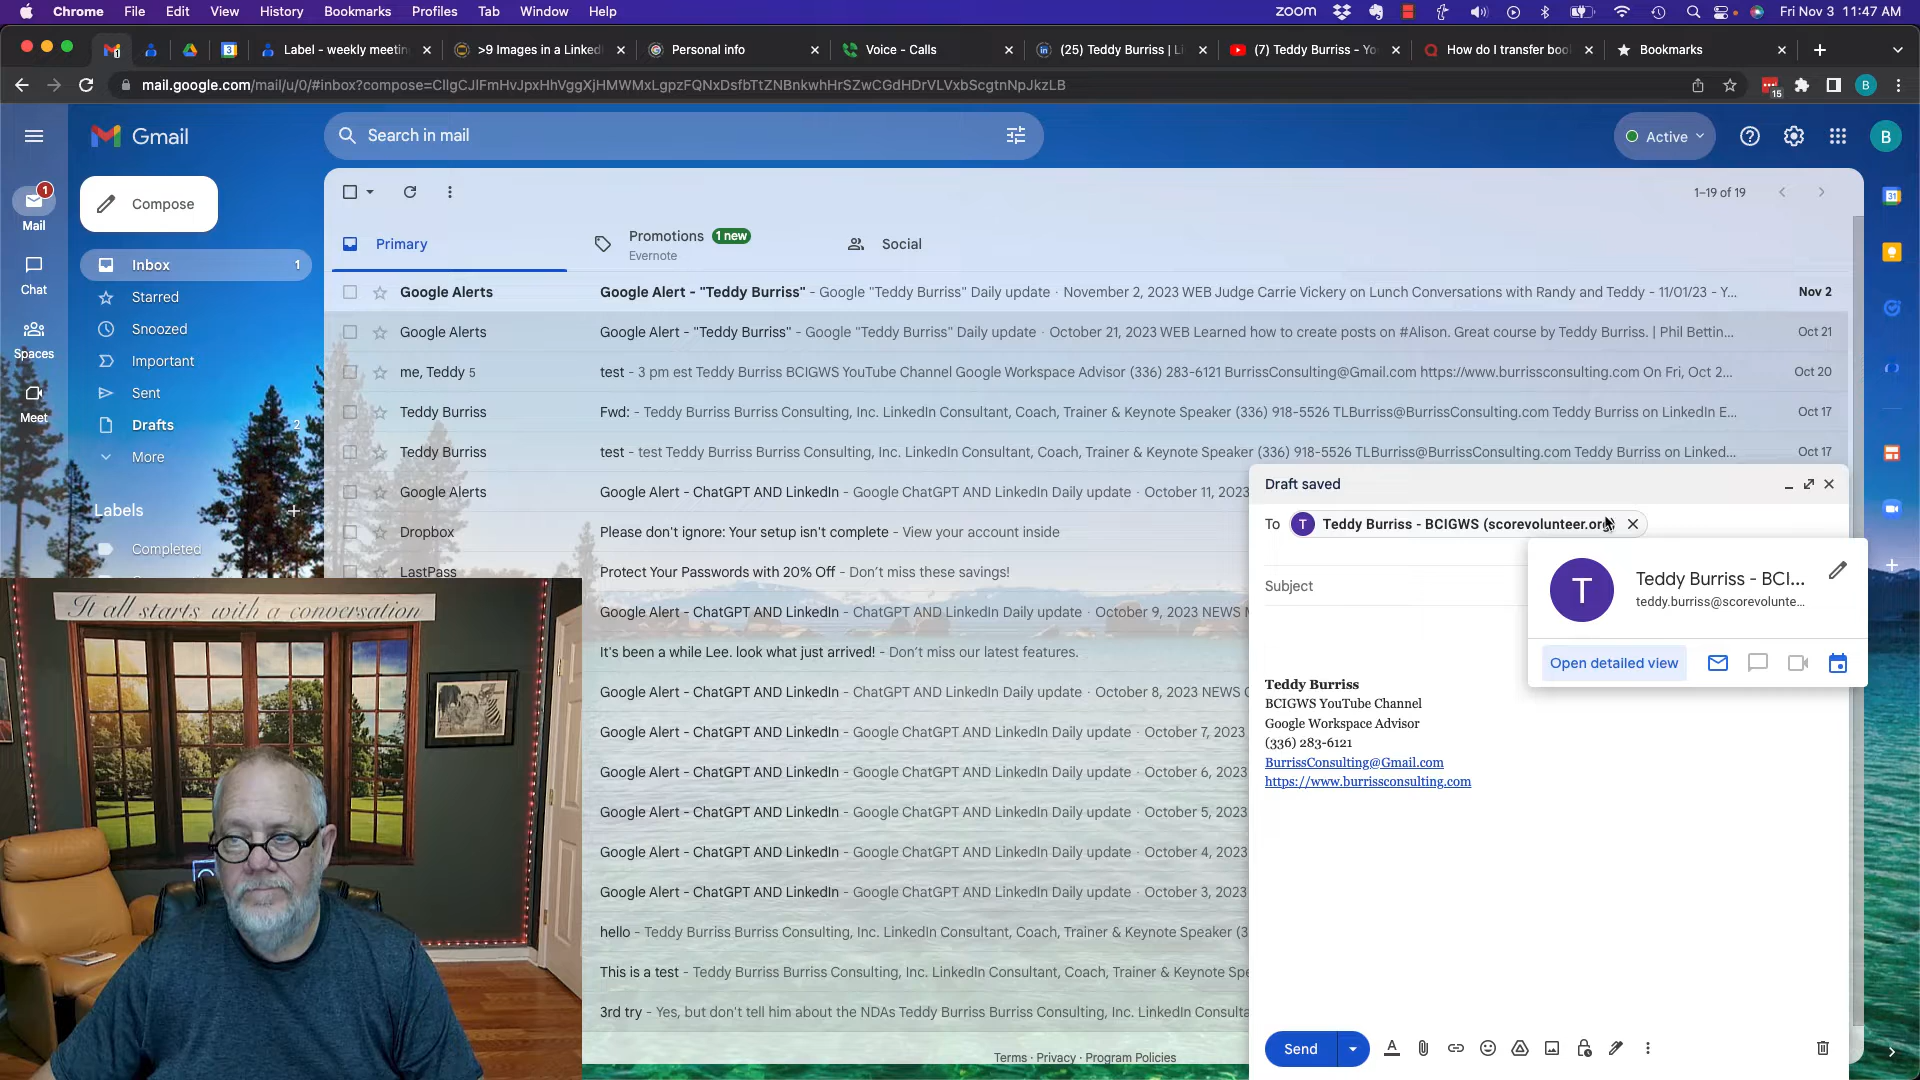 Chrome File Edit View History Bookmarks Profiles Tab Window Help zoom Fri Nov 3 11:47 AM
1 Label - weekly meetin >9 Images in a LinkedI Personal info Voice - Calls (25) Teddy Burriss | Li (7) Teddy Burriss - Yo How do I transfer boo Bookmarks
mail.google.com/mail/u/0/#inbox?compose=CllgCJlFmHvJpxHhVggXjHMWMxLgpzFQNxDsfbTtZNBnkwhHrSZwCGdHDrVLVxbScgtnNpJkzLB 15 B
Gmail Search in mail Active B
1
Mail
Chat
Spaces
Meet
Compose
Inbox 1
Starred
Snoozed
Important
Sent
Drafts 2
More
Labels +
Completed
1–19 of 19
Primary Promotions 1 new Social
Evernote
Google Alerts Google Alert - "Teddy Burriss" - Google "Teddy Burriss" Daily update · November 2, 2023 WEB Judge Carrie Vickery on Lunch Conversations with Randy and Teddy - 11/01/23 - Y... Nov 2
Google Alerts Google Alert - "Teddy Burriss" - Google "Teddy Burriss" Daily update · October 21, 2023 WEB Learned how to create posts on #Alison. Great course by Teddy Burriss. | Phil Bettin... Oct 21
me, Teddy 5 test - 3 pm est Teddy Burriss BCIGWS YouTube Channel Google Workspace Advisor (336) 283-6121 BurrissConsulting@Gmail.com https://www.burrissconsulting.com On Fri, Oct 2... Oct 20
Teddy Burriss Fwd: - Teddy Burriss Burriss Consulting, Inc. LinkedIn Consultant, Coach, Trainer & Keynote Speaker (336) 918-5526 TLBurriss@BurrissConsulting.com Teddy Burriss on LinkedIn E... Oct 17
Teddy Burriss test - test Teddy Burriss Burriss Consulting, Inc. LinkedIn Consultant, Coach, Trainer & Keynote Speaker (336) 918-5526 TLBurriss@BurrissConsulting.com Teddy Burriss on Linked... Oct 17
Google Alerts Google Alert - ChatGPT AND LinkedIn - Google ChatGPT AND LinkedIn Daily update · October 11, 2023
Dropbox Please don't ignore: Your setup isn't complete - View your account inside
LastPass Protect Your Passwords with 20% Off - Don't miss these savings!
Google Alert - ChatGPT AND LinkedIn - ChatGPT AND LinkedIn Daily update · October 9, 2023 NEWS
It's been a while Lee. look what just arrived! - Don't miss our latest features.
Google Alert - ChatGPT AND LinkedIn - ChatGPT AND LinkedIn Daily update · October 8, 2023 NEWS
Google Alert - ChatGPT AND LinkedIn - Google ChatGPT AND LinkedIn Daily update · October 7, 2023
Google Alert - ChatGPT AND LinkedIn - Google ChatGPT AND LinkedIn Daily update · October 6, 2023
Google Alert - ChatGPT AND LinkedIn - Google ChatGPT AND LinkedIn Daily update · October 5, 2023
Google Alert - ChatGPT AND LinkedIn - Google ChatGPT AND LinkedIn Daily update · October 4, 2023
Google Alert - ChatGPT AND LinkedIn - Google ChatGPT AND LinkedIn Daily update · October 3, 2023
hello - Teddy Burriss Burriss Consulting, Inc. LinkedIn Consultant, Coach, Trainer & Keynote Speaker (3
This is a test - Teddy Burriss Burriss Consulting, Inc. LinkedIn Consultant, Coach, Trainer & Keynote Spe
3rd try - Yes, but don't tell him about the NDAs Teddy Burriss Burriss Consulting, Inc. LinkedIn Consulta
Terms · Privacy · Program Policies
It all starts with a conversation
Draft saved
To T Teddy Burriss - BCIGWS (scorevolunteer.or
Subject
T Teddy Burriss - BCI...
teddy.burriss@scorevolunte...
Open detailed view
Teddy Burriss
BCIGWS YouTube Channel
Google Workspace Advisor
(336) 283-6121
BurrissConsulting@Gmail.com
https://www.burrissconsulting.com
Send